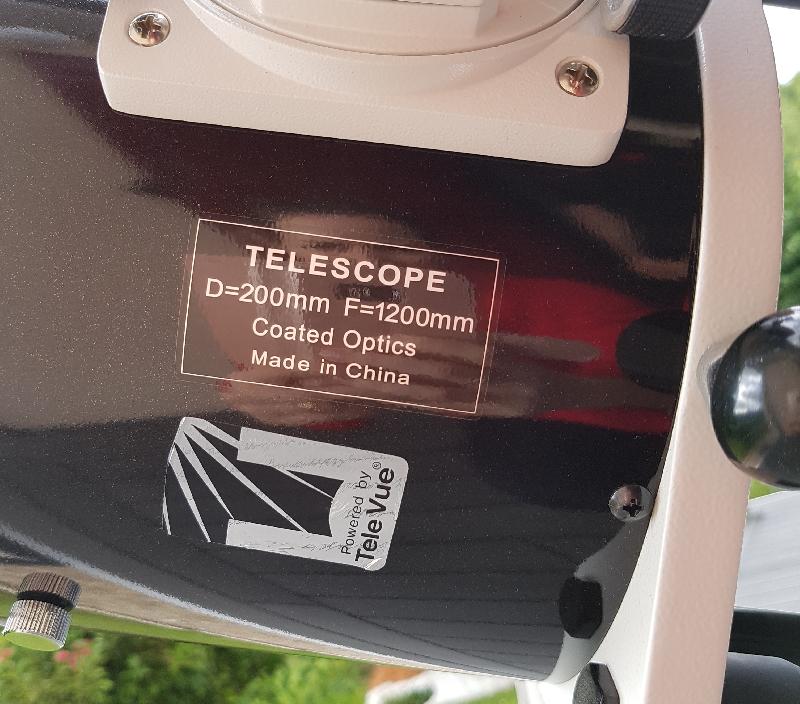 TELESCOPE
D=200mm F=1200mm
Coated Optics
Made in China
Powered by
TeleVue®